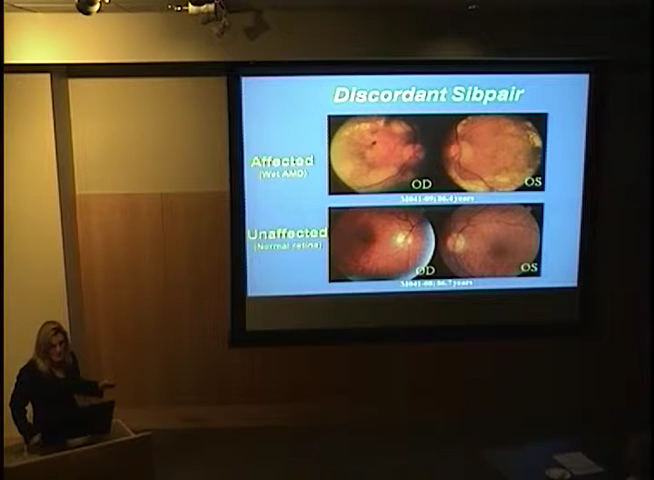 Discordant Sibpair
Affected
(Wet AMD)
OD
OS
Unaffected
(Normal retina)
OD
OS